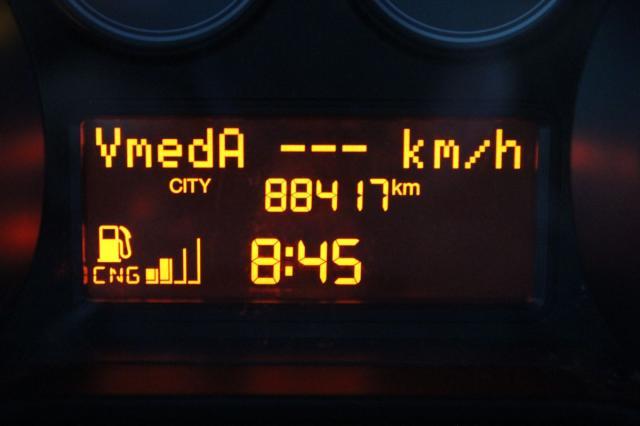 VmedA --- km/h
CITY 88417km
CNG 8:45